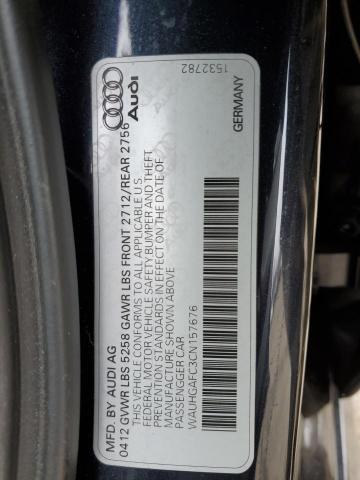 Audi
1532782
GERMANY
MFD. BY AUDI AG
0412 GVWR LBS 5258 GAWR LBS FRONT 2712/REAR 2756
THIS VEHICLE CONFORMS TO ALL APPLICABLE U.S.
FEDERAL MOTOR VEHICLE SAFETY BUMPER AND THEFT
PREVENTION STANDARDS IN EFFECT ON THE DATE OF
MANUFACTURE SHOWN ABOVE
PASSENGGER CAR
WAUHGAFC3CN157676